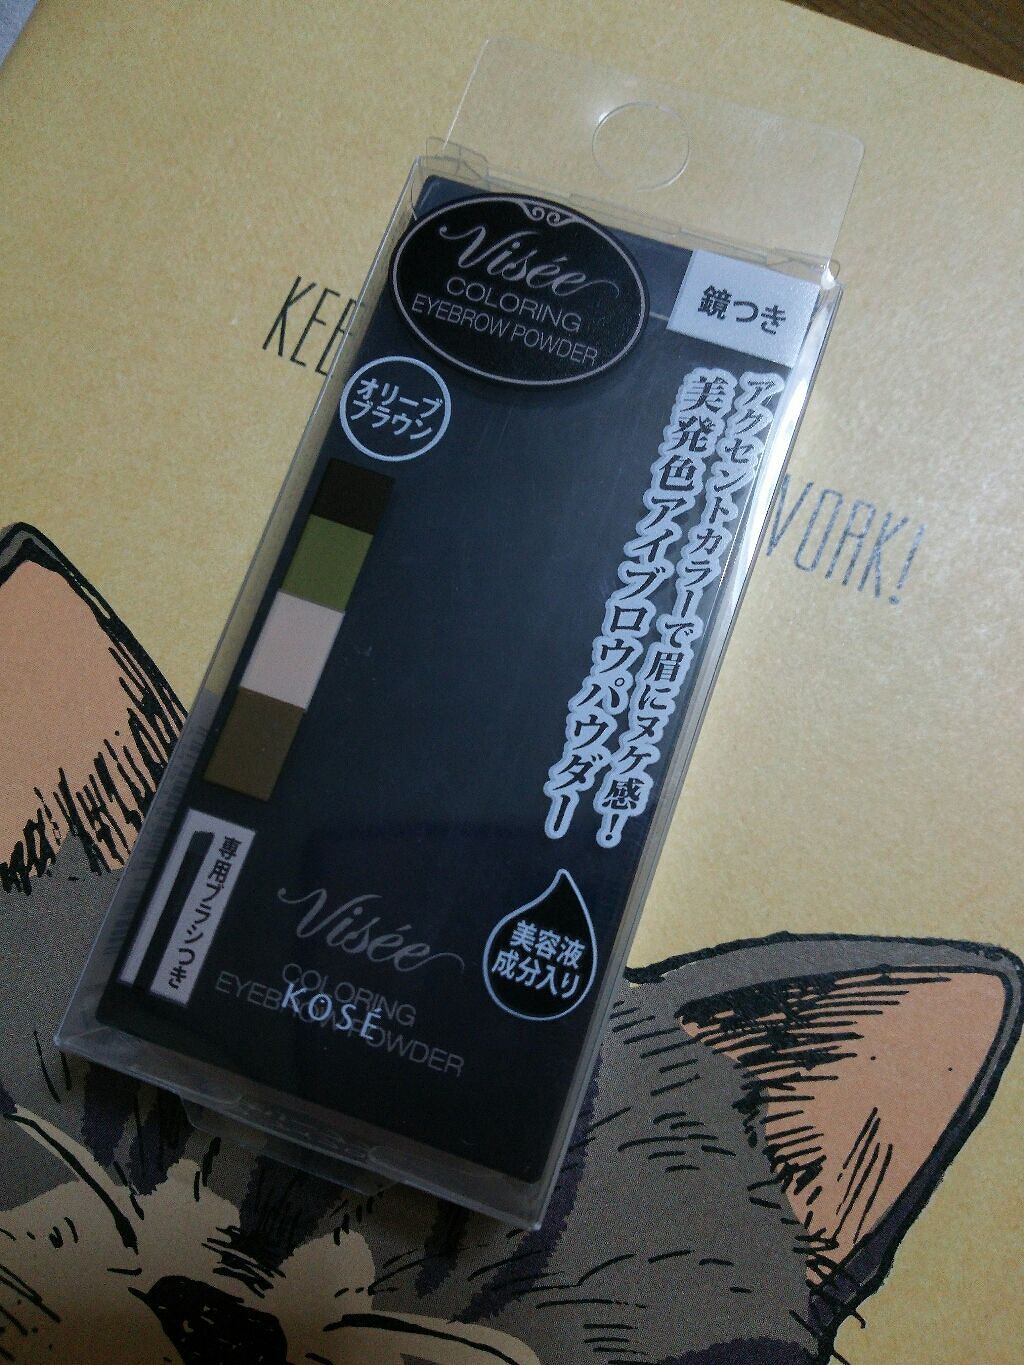 Visée
COLORING
EYEBROW POWDER
鏡つき
オリーブ
ブラウン
アクセントカラーで眉にヌケ感!
美発色アイブロウパウダー
専用ブラシつき
美容液
成分入り
Visée
COLORING
EYEBROW POWDER
KOSÉ
WORK!